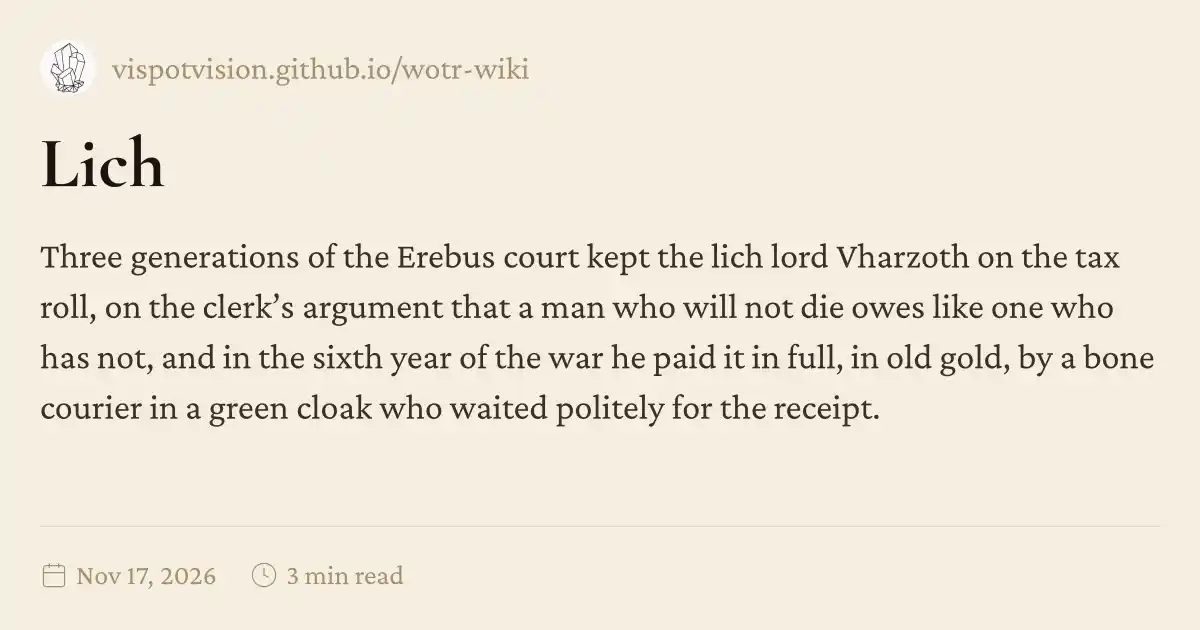 vispotvision.github.io/wotr-wiki
Lich
Three generations of the Erebus court kept the lich lord Vharzoth on the tax
roll, on the clerk’s argument that a man who will not die owes like one who
has not, and in the sixth year of the war he paid it in full, in old gold, by a bone
courier in a green cloak who waited politely for the receipt.
Nov 17, 2026
3 min read